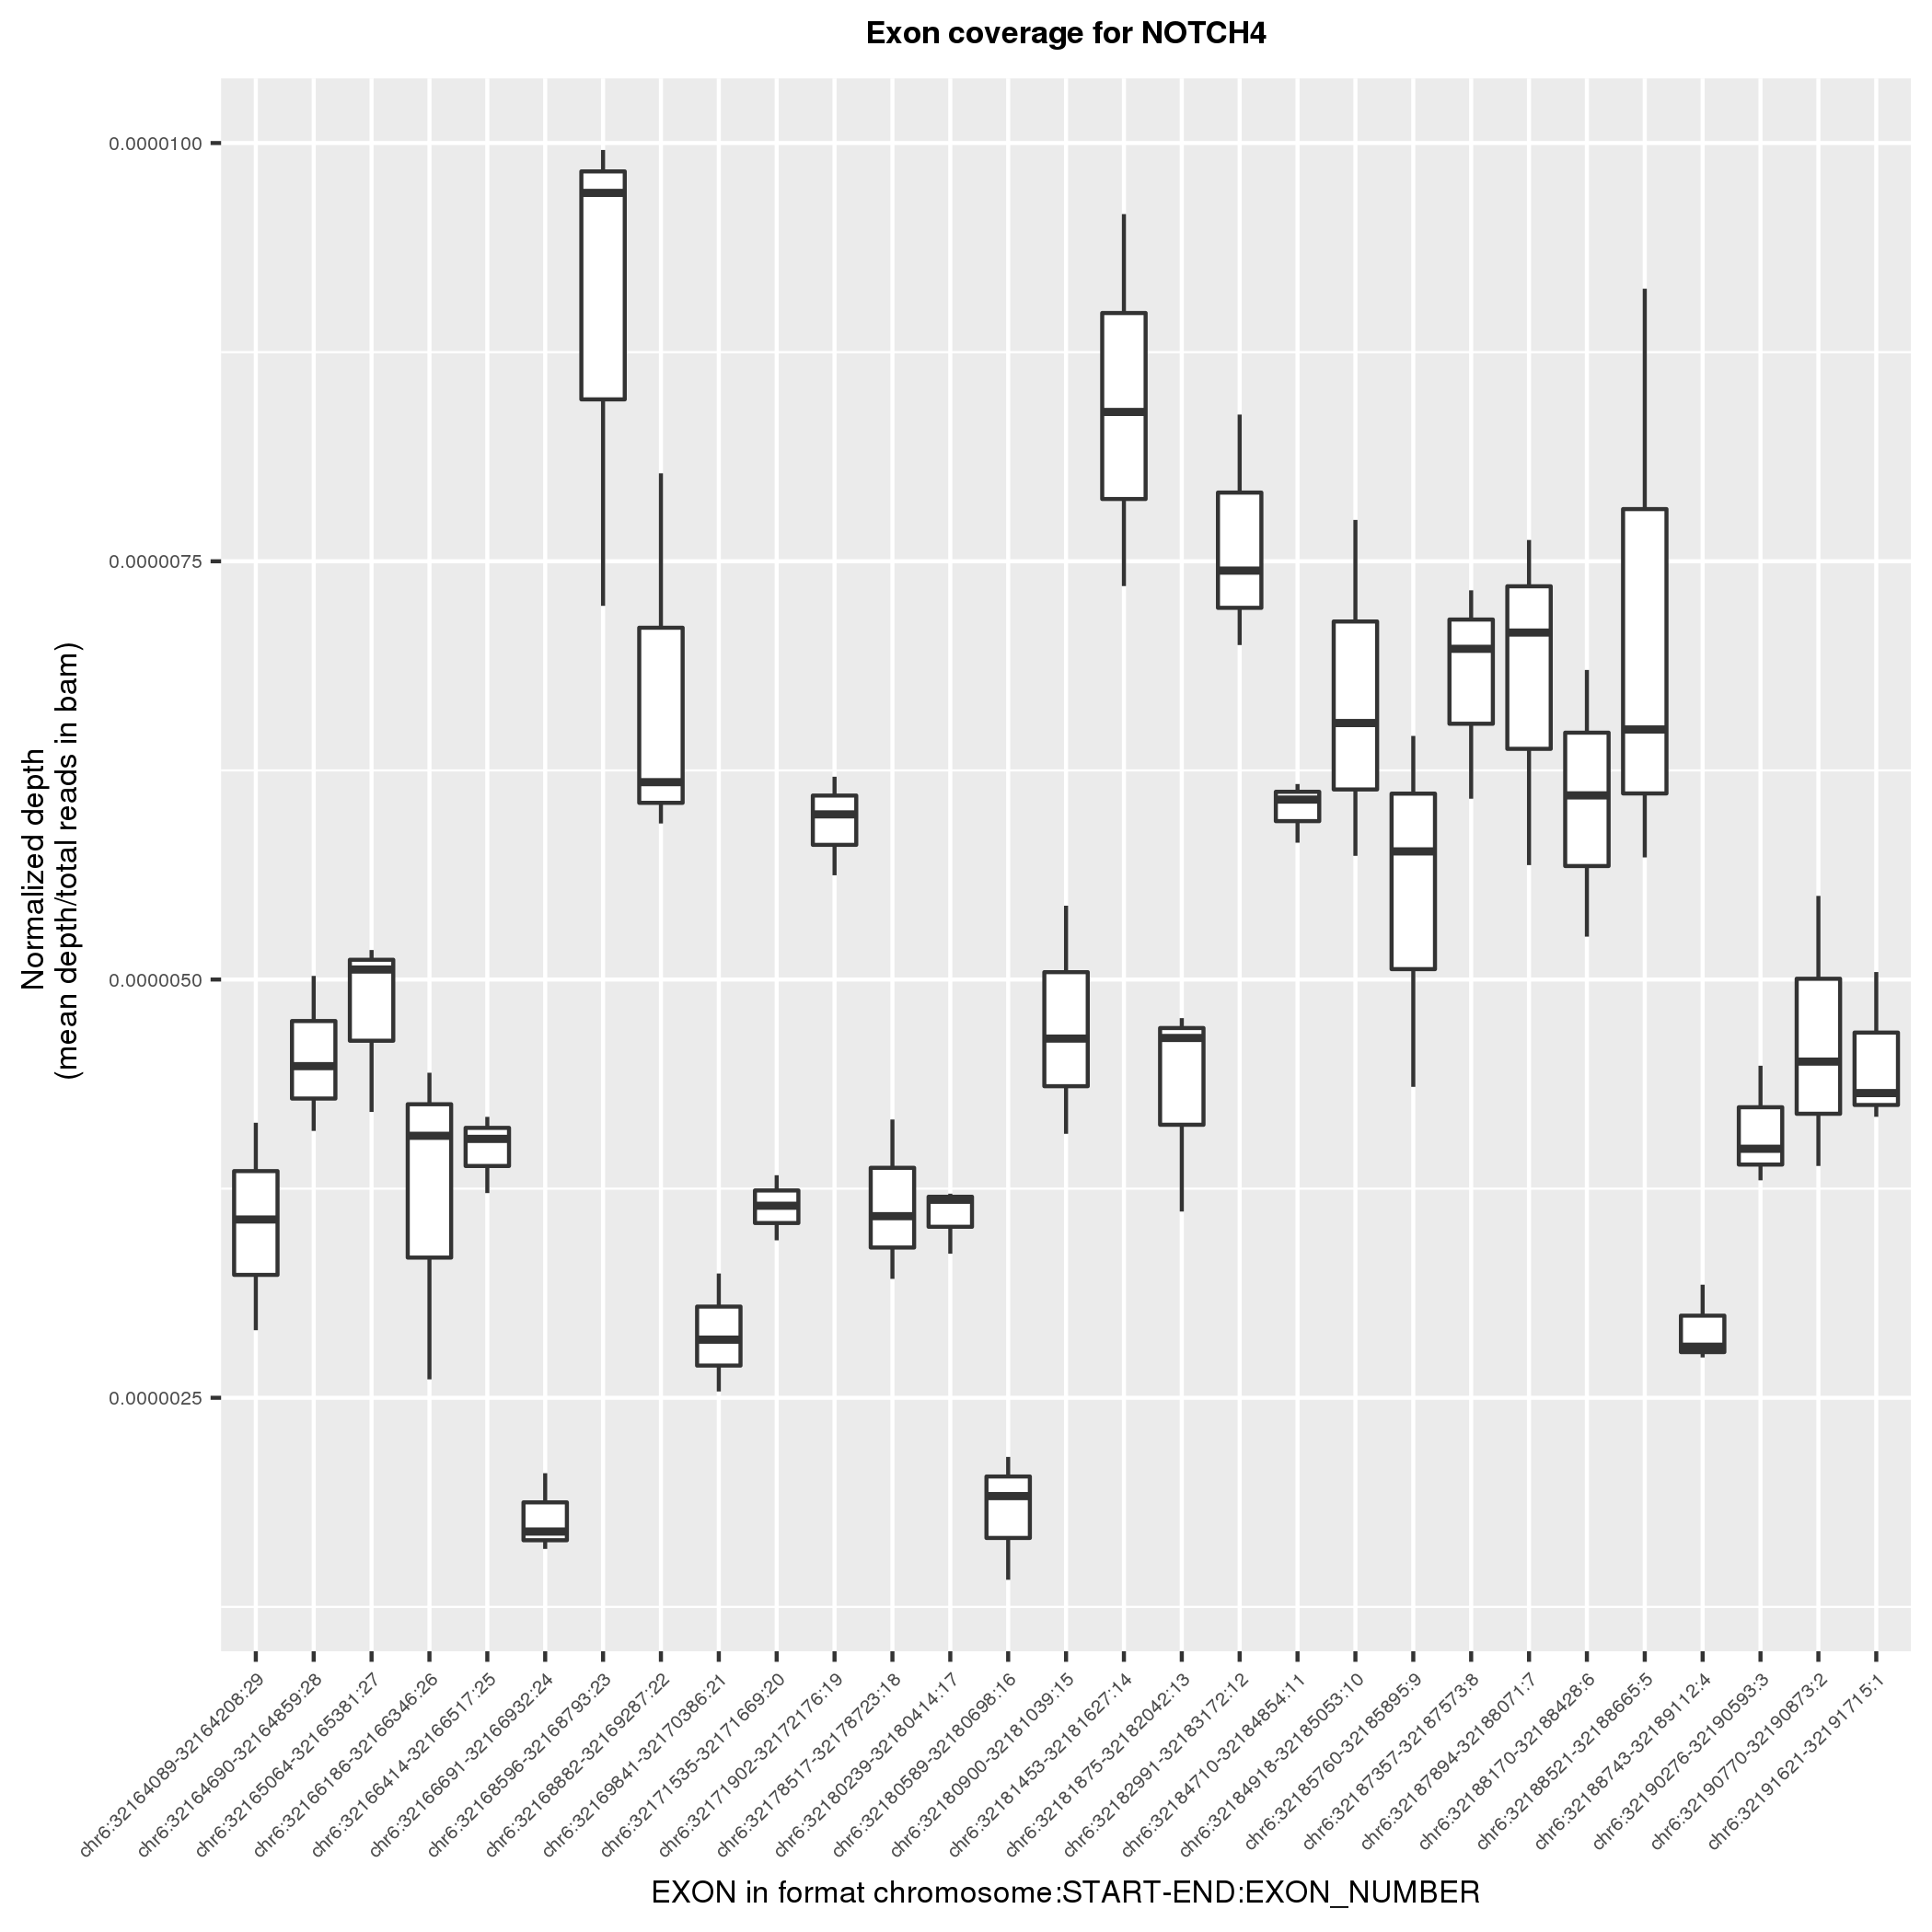 Exon coverage for NOTCH4
0.0000100
0.0000075
0.0000050
0.0000025
Normalized depth
(mean depth/total reads in bam)
chr6:32164089-32164208:29
chr6:32164690-32164859:28
chr6:32165064-32165381:27
chr6:32166186-32166346:26
chr6:32166414-32166517:25
chr6:32166691-32166932:24
chr6:32168596-32168793:23
chr6:32168882-32169287:22
chr6:32169841-32170386:21
chr6:32171535-32171669:20
chr6:32171902-32172176:19
chr6:32178517-32178723:18
chr6:32180239-32180414:17
chr6:32180589-32180698:16
chr6:32180900-32181039:15
chr6:32181453-32181627:14
chr6:32181875-32182042:13
chr6:32182991-32183172:12
chr6:32184710-32184854:11
chr6:32184918-32185053:10
chr6:32185760-32185895:9
chr6:32187357-32187573:8
chr6:32187894-32188071:7
chr6:32188170-32188428:6
chr6:32188521-32188665:5
chr6:32188743-32189112:4
chr6:32190276-32190593:3
chr6:32190770-32190873:2
chr6:32191621-32191715:1
EXON in format chromosome:START-END:EXON_NUMBER